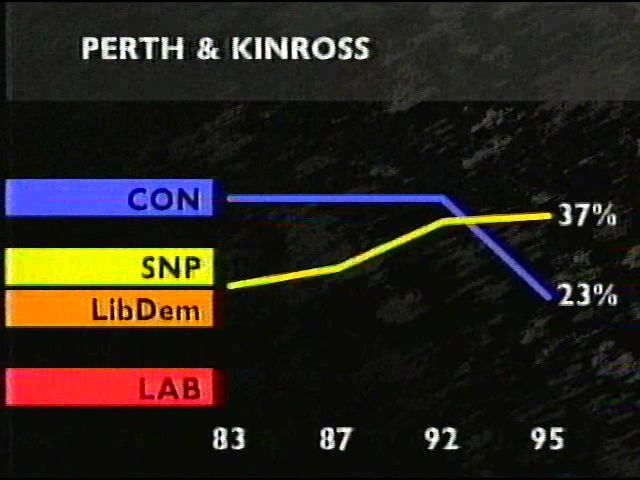 PERTH & KINROSS
CON
37%
SNP
23%
LibDem
LAB
83 87 92 95